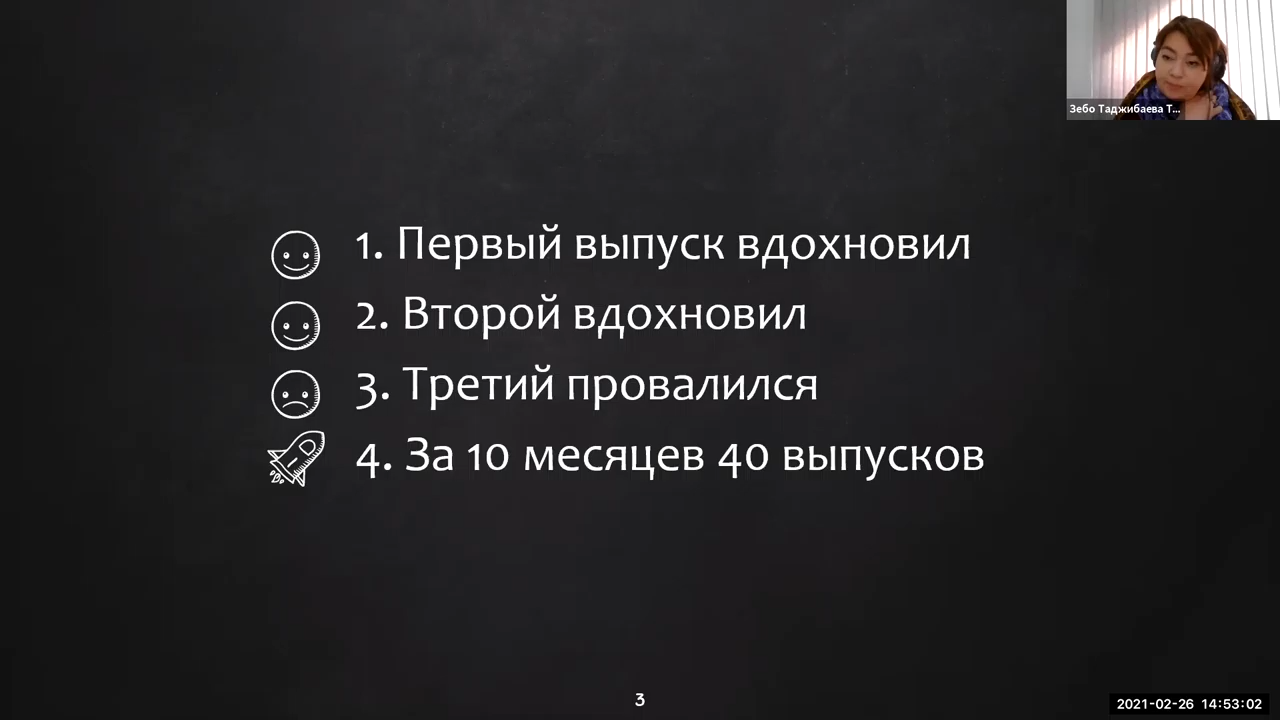 Зебо Таджибаева Т...
1. Первый выпуск вдохновил
2. Второй вдохновил
3. Третий провалился
4. За 10 месяцев 40 выпусков
3
2021-02-26 14:53:02